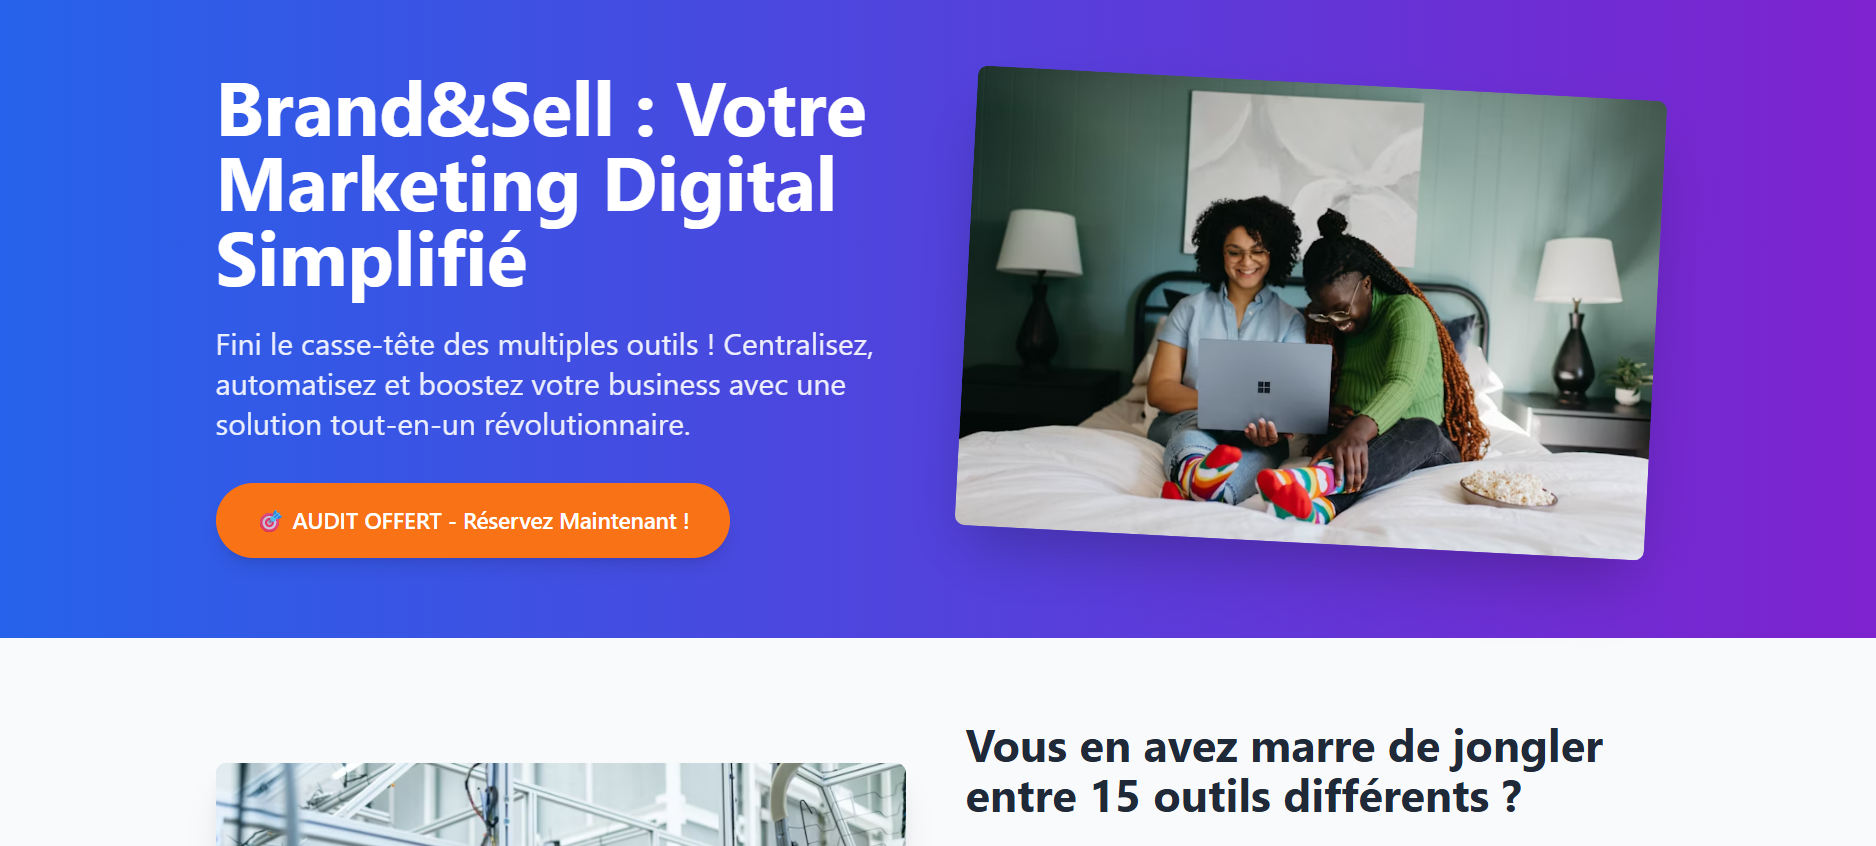 Brand&Sell : Votre
Marketing Digital
Simplifié
Fini le casse-tête des multiples outils ! Centralisez,
automatisez et boostez votre business avec une
solution tout-en-un révolutionnaire.
🎯 AUDIT OFFERT - Réservez Maintenant !
Vous en avez marre de jongler
entre 15 outils différents ?